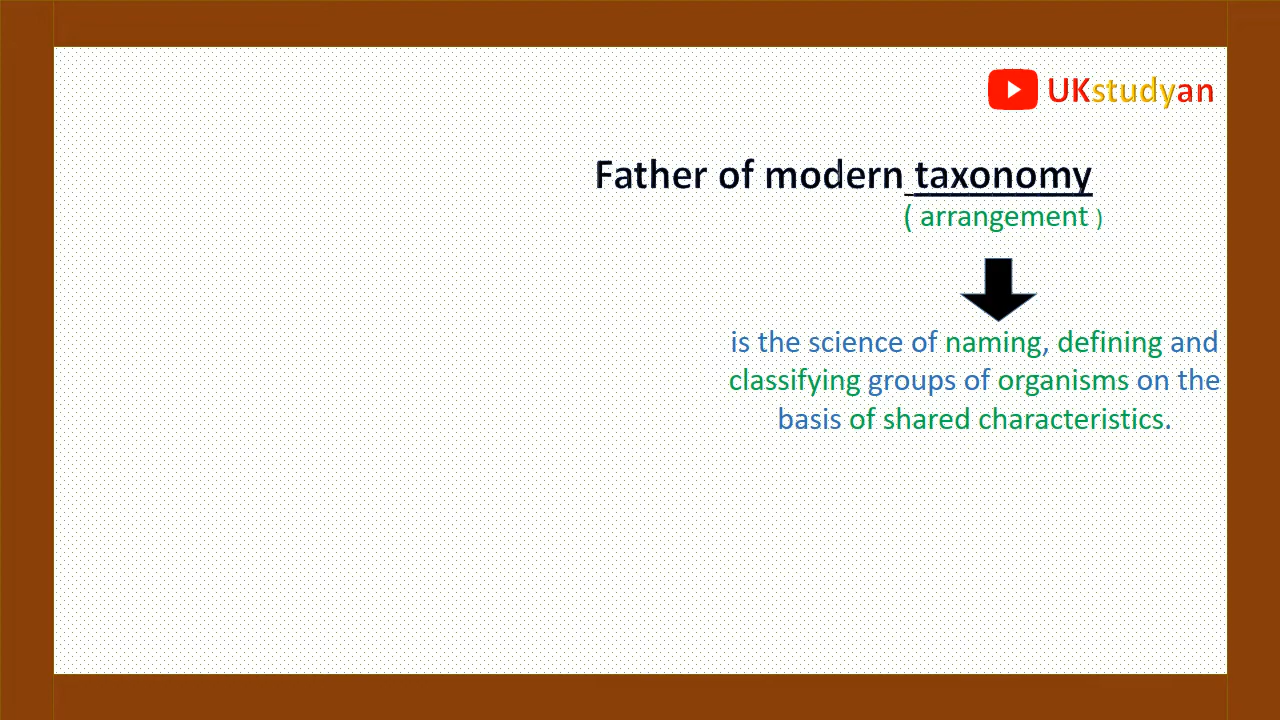 UKstudyan
Father of modern taxonomy
( arrangement )
is the science of naming, defining and
classifying groups of organisms on the
basis of shared characteristics.